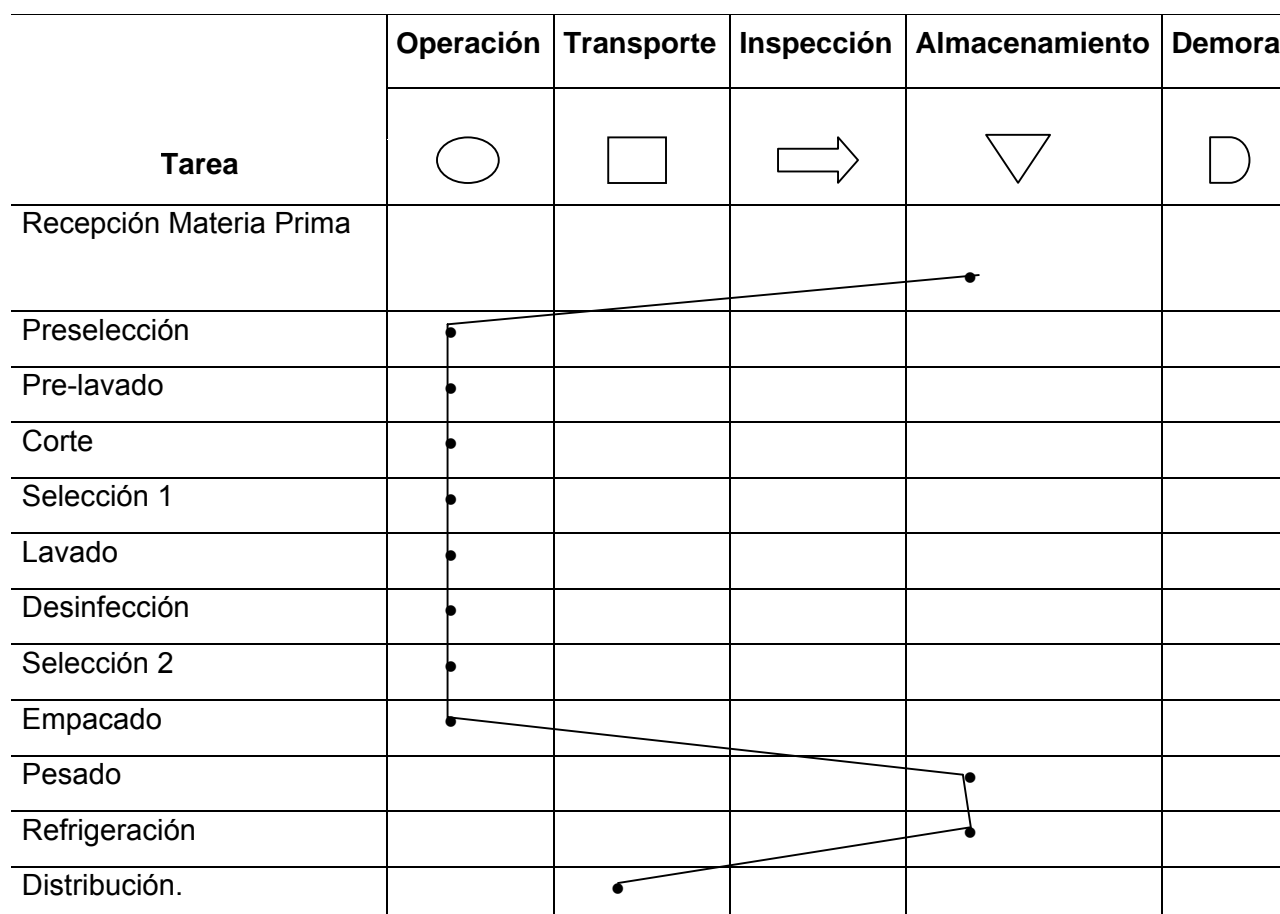 Operación Transporte Inspección Almacenamiento Demora
Tarea
Recepción Materia Prima
Preselección
Pre-lavado
Corte
Selección 1
Lavado
Desinfección
Selección 2
Empacado
Pesado
Refrigeración
Distribución.